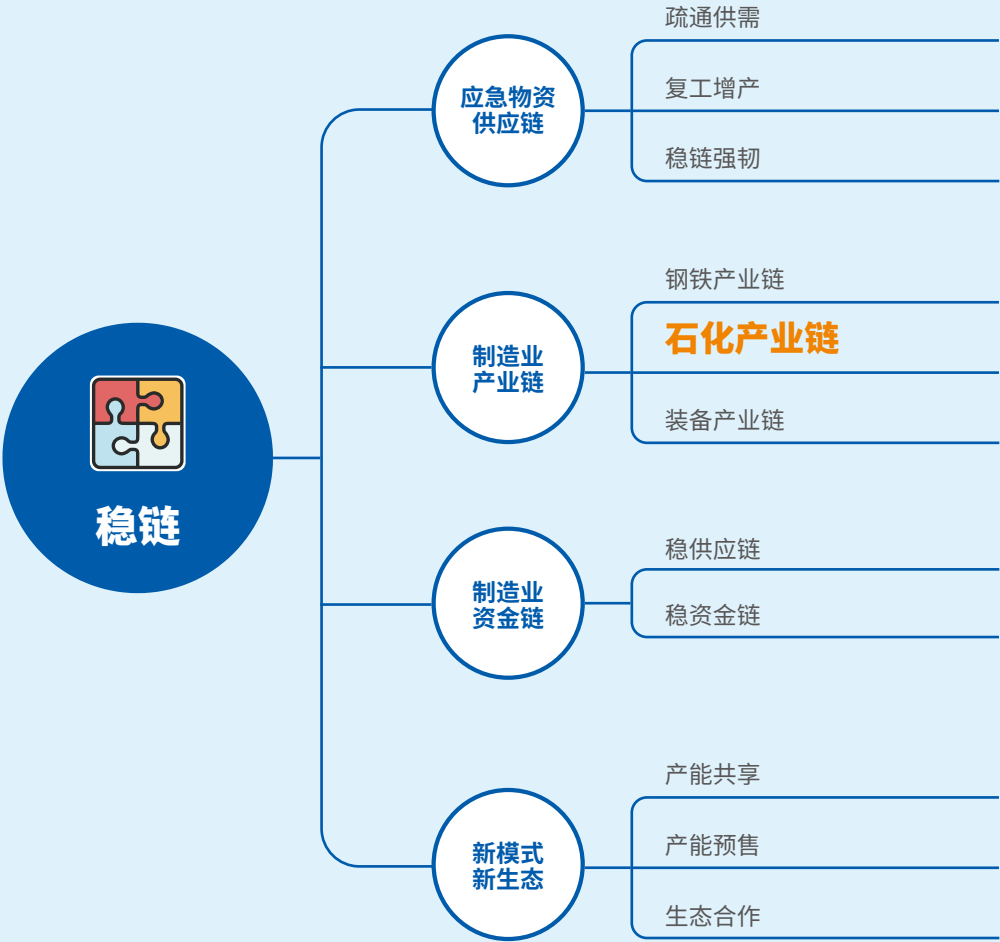 稳链
应急物资
供应链
疏通供需
复工增产
稳链强韧
制造业
产业链
钢铁产业链
石化产业链
装备产业链
制造业
资金链
稳供应链
稳资金链
新模式
新生态
产能共享
产能预售
生态合作